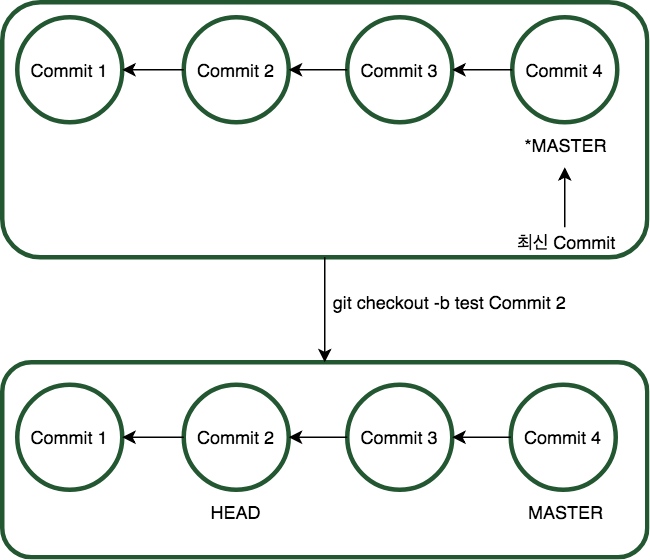 Commit 1
Commit 2
Commit 3
Commit 4
*MASTER
최신 Commit
git checkout -b test Commit 2
Commit 1
Commit 2
Commit 3
Commit 4
HEAD
MASTER